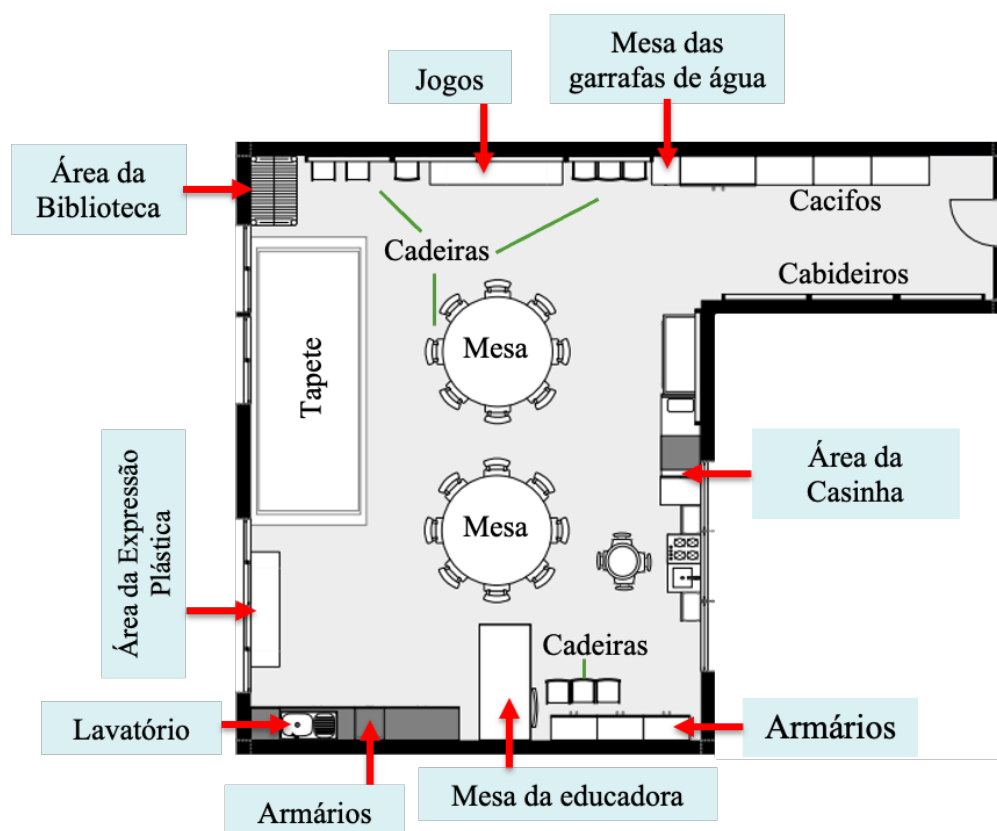 Mesa das
garrafas de água
Jogos
Área da
Biblioteca
Cacifos
Cadeiras
Cabideiros
Mesa
Tapete
Área da
Casinha
Mesa
Área da Expressão
Plástica
Cadeiras
Lavatório
Armários
Mesa da educadora
Armários